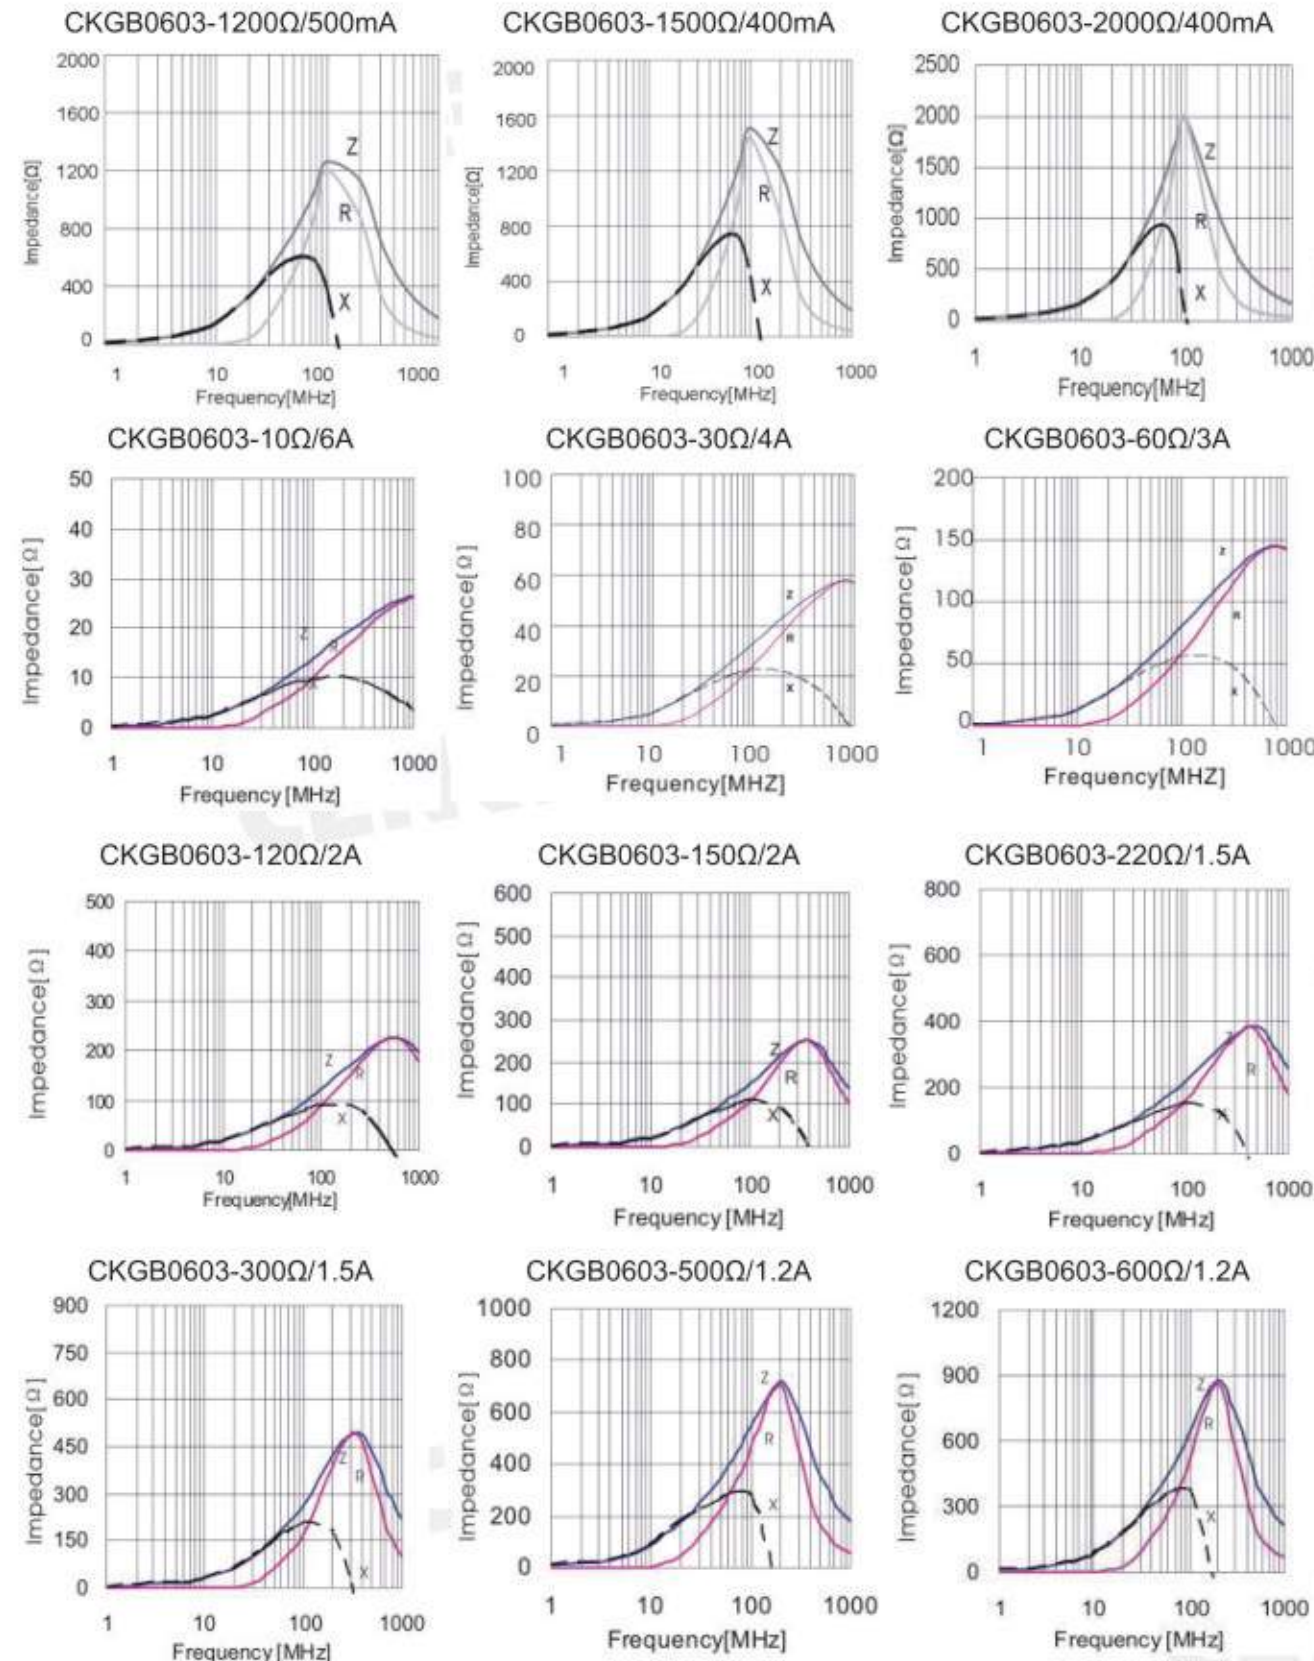 CKGB0603-1200Ω/500mA
2000
1600
1200
800
400
0
Impedance[Ω]
Z
R
X
1 10 100 1000
Frequency[MHz]
CKGB0603-1500Ω/400mA
2000
1600
1200
800
400
0
Impedance[Ω]
Z
R
X
1 10 100 1000
Frequency[MHz]
CKGB0603-2000Ω/400mA
2500
2000
1500
1000
500
0
Impedance[Ω]
Z
R
X
1 10 100 1000
Frequency[MHz]
CKGB0603-10Ω/6A
50
40
30
20
10
0
Impedance[Ω]
Z
R
X
1 10 100 1000
Frequency[MHz]
CKGB0603-30Ω/4A
100
80
60
40
20
0
Impedance[Ω]
Z
R
X
1 10 100 1000
Frequency[MHZ]
CKGB0603-60Ω/3A
200
150
100
50
0
Impedance[Ω]
Z
R
X
1 10 100 1000
Frequency[MHZ]
CKGB0603-120Ω/2A
500
400
300
200
100
0
Impedance[Ω]
Z
R
X
1 10 100 1000
Frequency[MHz]
CKGB0603-150Ω/2A
600
500
400
300
200
100
0
Impedance[Ω]
Z
R
X
1 10 100 1000
Frequency[MHz]
CKGB0603-220Ω/1.5A
800
600
400
200
0
Impedance[Ω]
Z
R
X
1 10 100 1000
Frequency[MHz]
CKGB0603-300Ω/1.5A
900
750
600
450
300
150
0
Impedance[Ω]
Z
R
X
1 10 100 1000
Frequency[MHz]
CKGB0603-500Ω/1.2A
1000
800
600
400
200
0
Impedance[Ω]
Z
R
X
1 10 100 1000
Frequency[MHz]
CKGB0603-600Ω/1.2A
1200
900
600
300
0
Impedance[Ω]
Z
R
X
1 10 100 1000
Frequency[MHz]